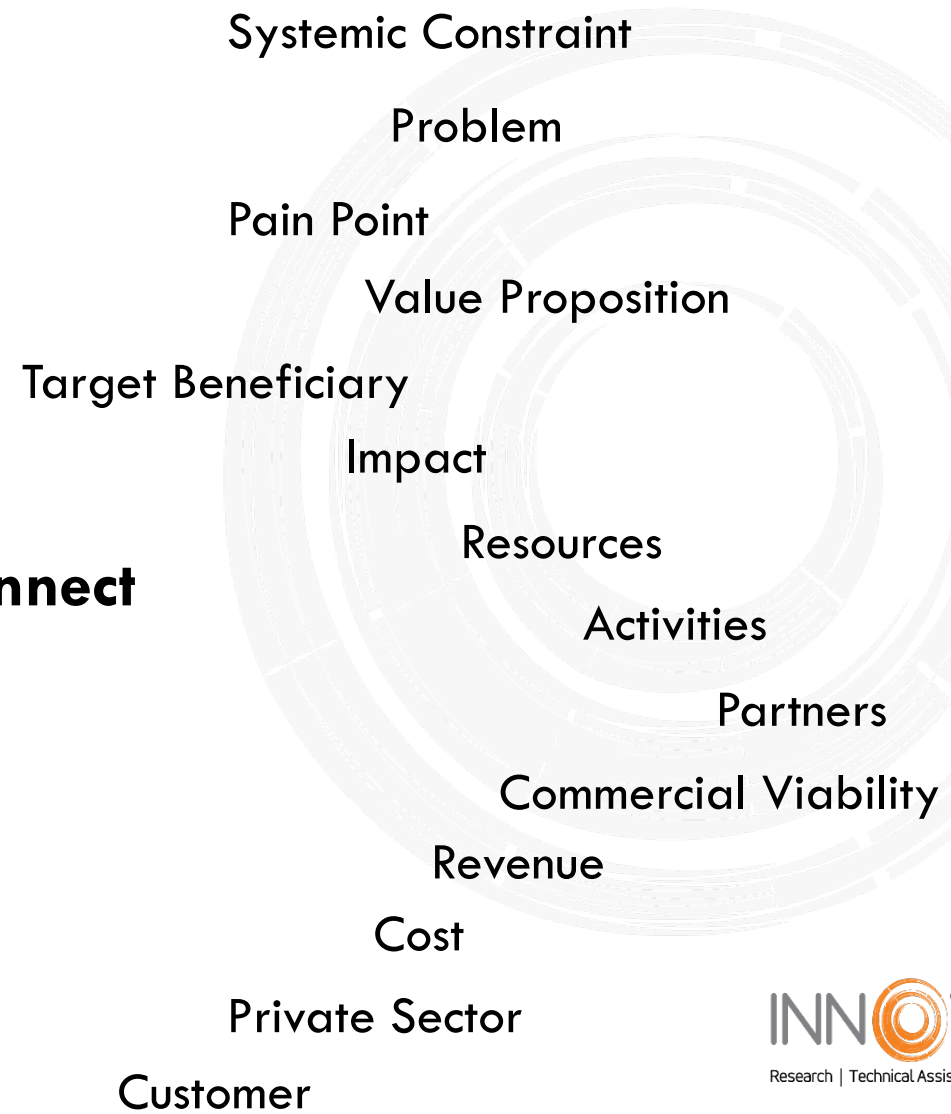 Systemic Constraint
Problem
Pain Point
Value Proposition
Target Beneficiary
Impact
Resources
nnect
Activities
Partners
Commercial Viability
Revenue
Cost
Private Sector
INNO
Research | Technical Assis
Customer